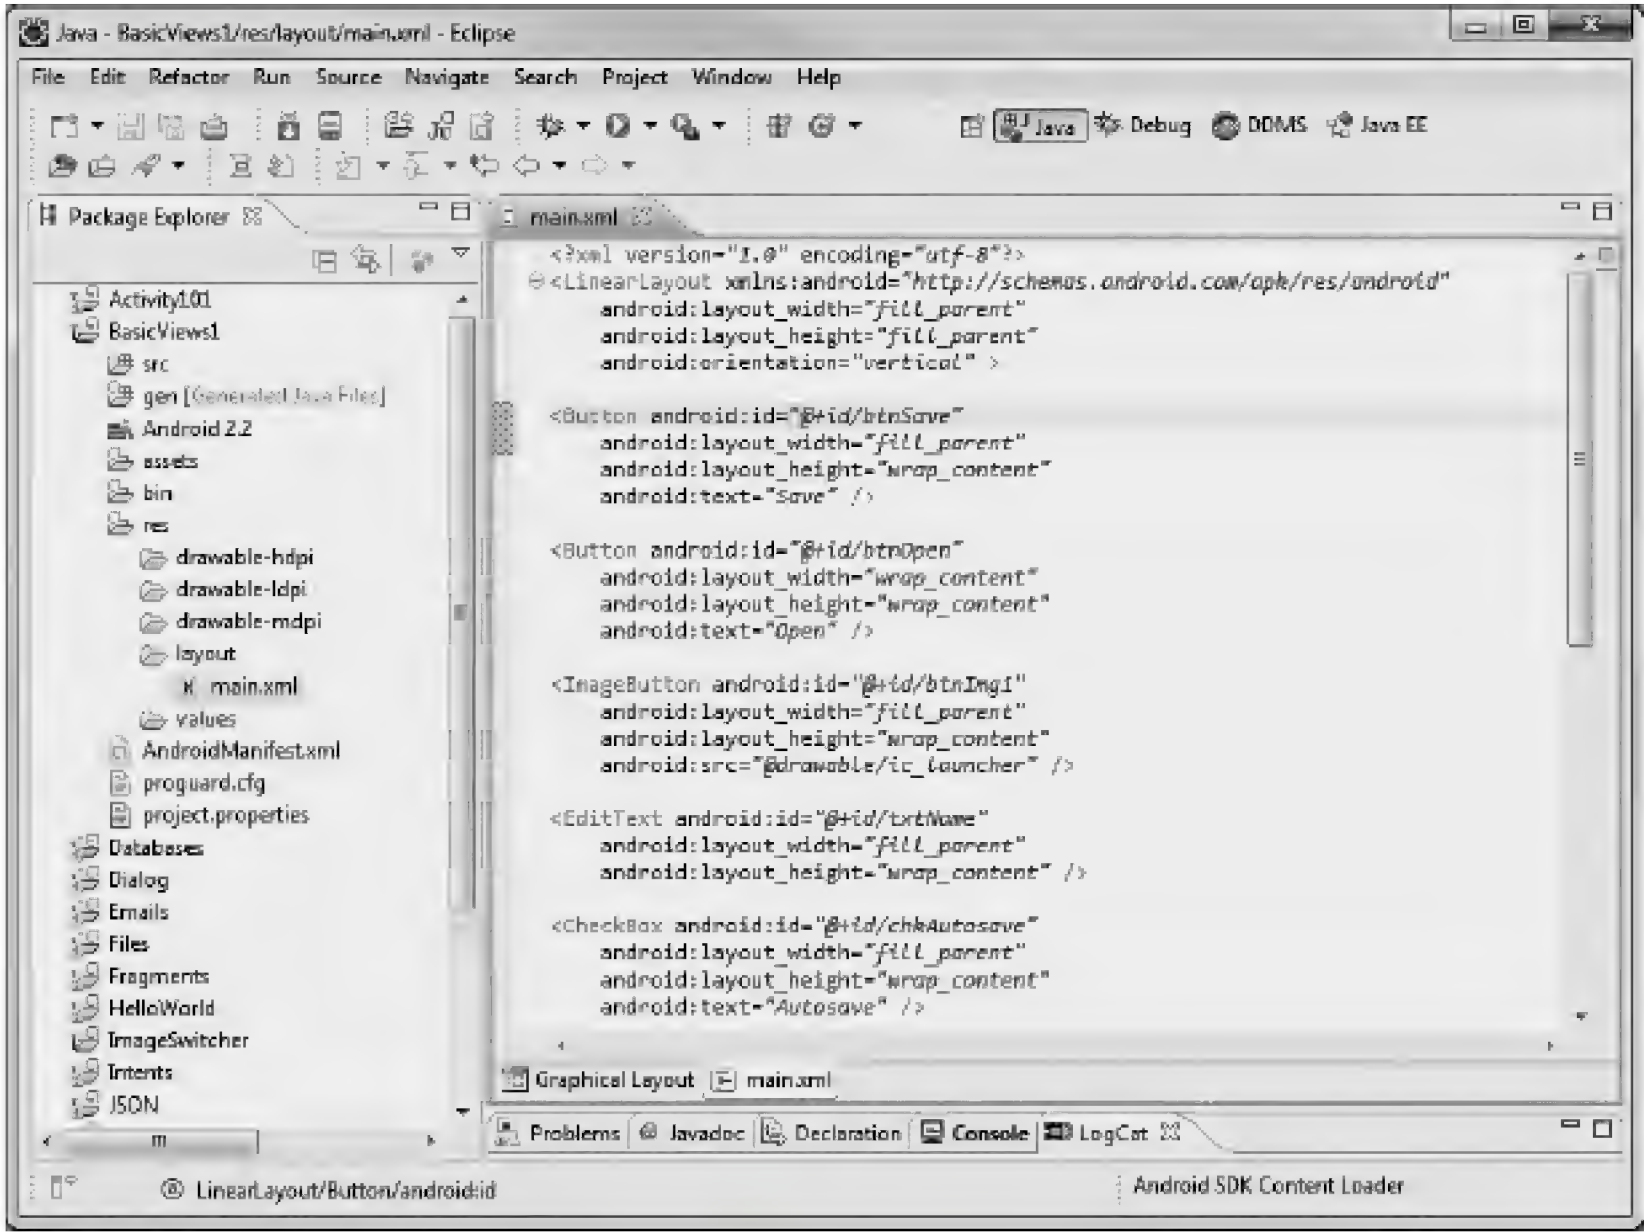 Java - BasicViews1/res/layout/main.xml - Eclipse
File Edit Refactor Run Source Navigate Search Project Window Help
Java Debug DDMS Java EE
Package Explorer
Activity101
BasicViews1
src
gen [Generated Java Files]
Android 2.2
assets
bin
res
drawable-hdpi
drawable-ldpi
drawable-mdpi
layout
main.xml
values
AndroidManifest.xml
proguard.cfg
project.properties
Databases
Dialog
Emails
Files
Fragments
HelloWorld
ImageSwitcher
Intents
JSON
main.xml
<?xml version="1.0" encoding="utf-8"?>
<LinearLayout xmlns:android="http://schemas.android.com/apk/res/android"
android:layout_width="fill_parent"
android:layout_height="fill_parent"
android:orientation="vertical" >
<Button android:id="@+id/btnSave"
android:layout_width="fill_parent"
android:layout_height="wrap_content"
android:text="Save" />
<Button android:id="@+id/btnOpen"
android:layout_width="wrap_content"
android:layout_height="wrap_content"
android:text="Open" />
<ImageButton android:id="@+id/btnImg1"
android:layout_width="fill_parent"
android:layout_height="wrap_content"
android:src="@drawable/ic_launcher" />
<EditText android:id="@+id/txtName"
android:layout_width="fill_parent"
android:layout_height="wrap_content" />
<CheckBox android:id="@+id/chkAutosave"
android:layout_width="fill_parent"
android:layout_height="wrap_content"
android:text="Autosave" />
Graphical Layout main.xml
Problems @ Javadoc Declaration Console LogCat
LinearLayout/Button/android:id
Android SDK Content Loader